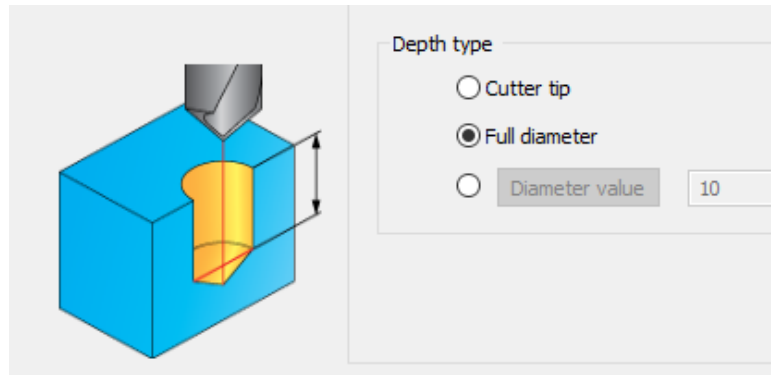 Depth type
Cutter tip
Full diameter
Diameter value 10